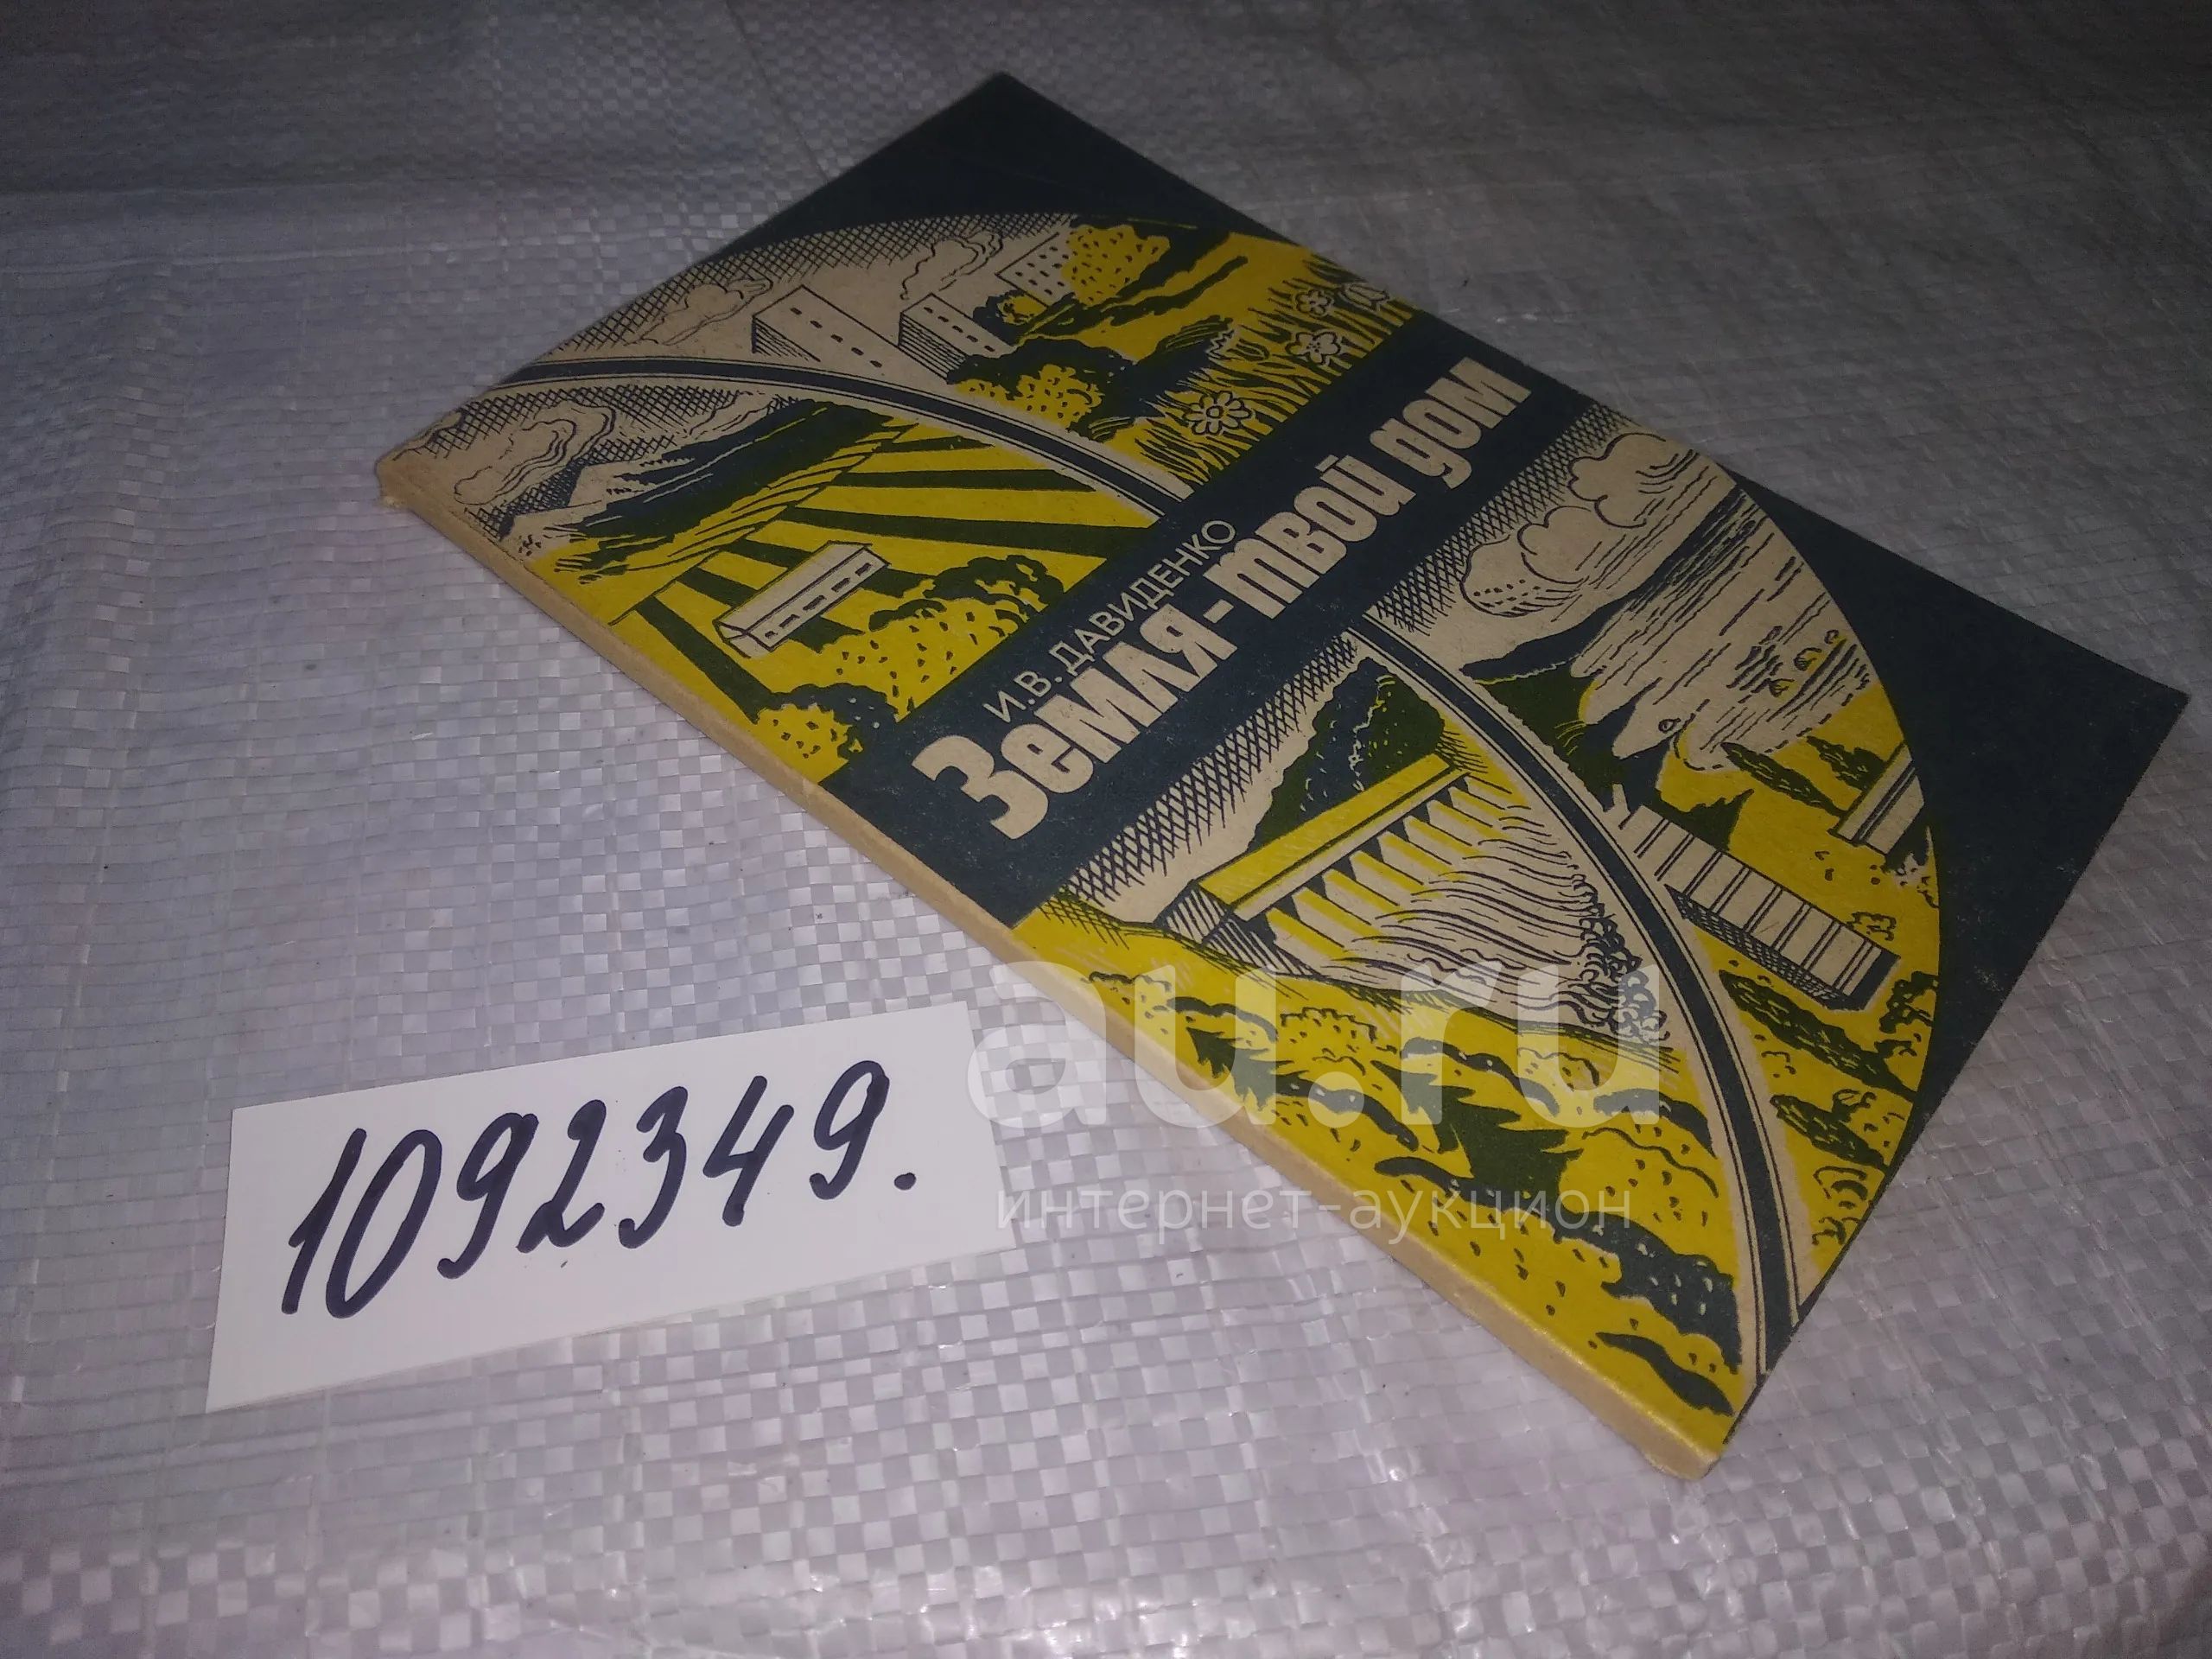 И.В. ДАВИДЕНКО
Земля-твой дом
1092349.
au.ru
интернет-аукцион